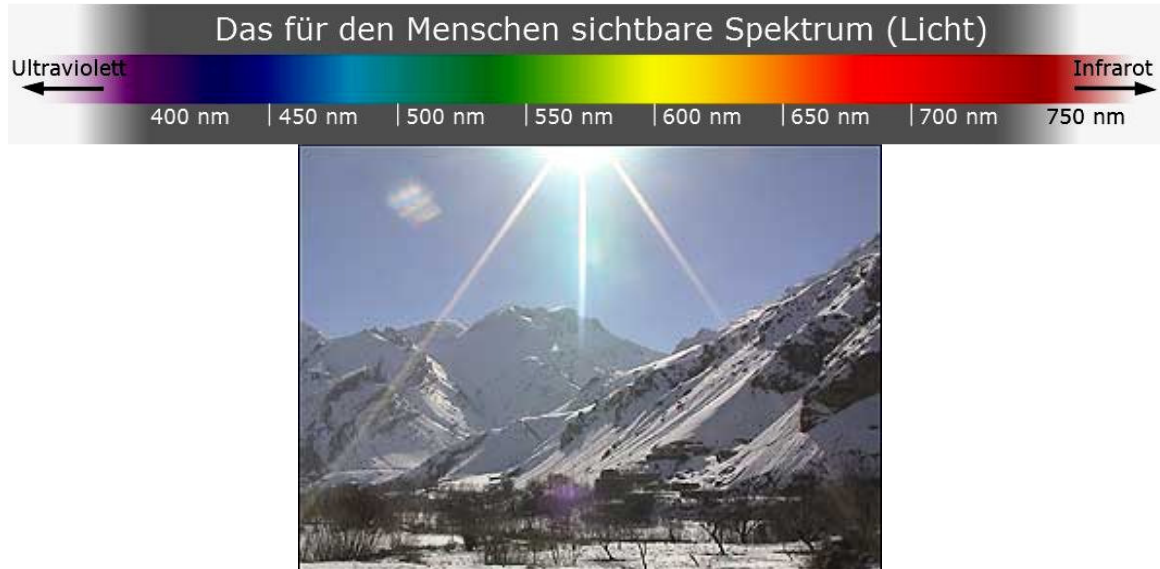 Das für den Menschen sichtbare Spektrum (Licht)
Ultraviolett Infrarot
400 nm | 450 nm | 500 nm | 550 nm | 600 nm | 650 nm | 700 nm 750 nm